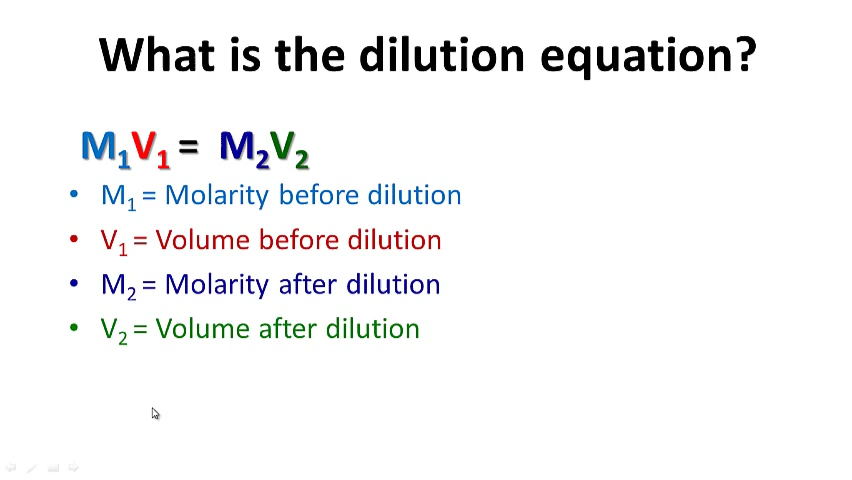 What is the dilution equation?
M₁V₁ = M₂V₂
• M₁ = Molarity before dilution
• V₁ = Volume before dilution
• M₂ = Molarity after dilution
• V₂ = Volume after dilution